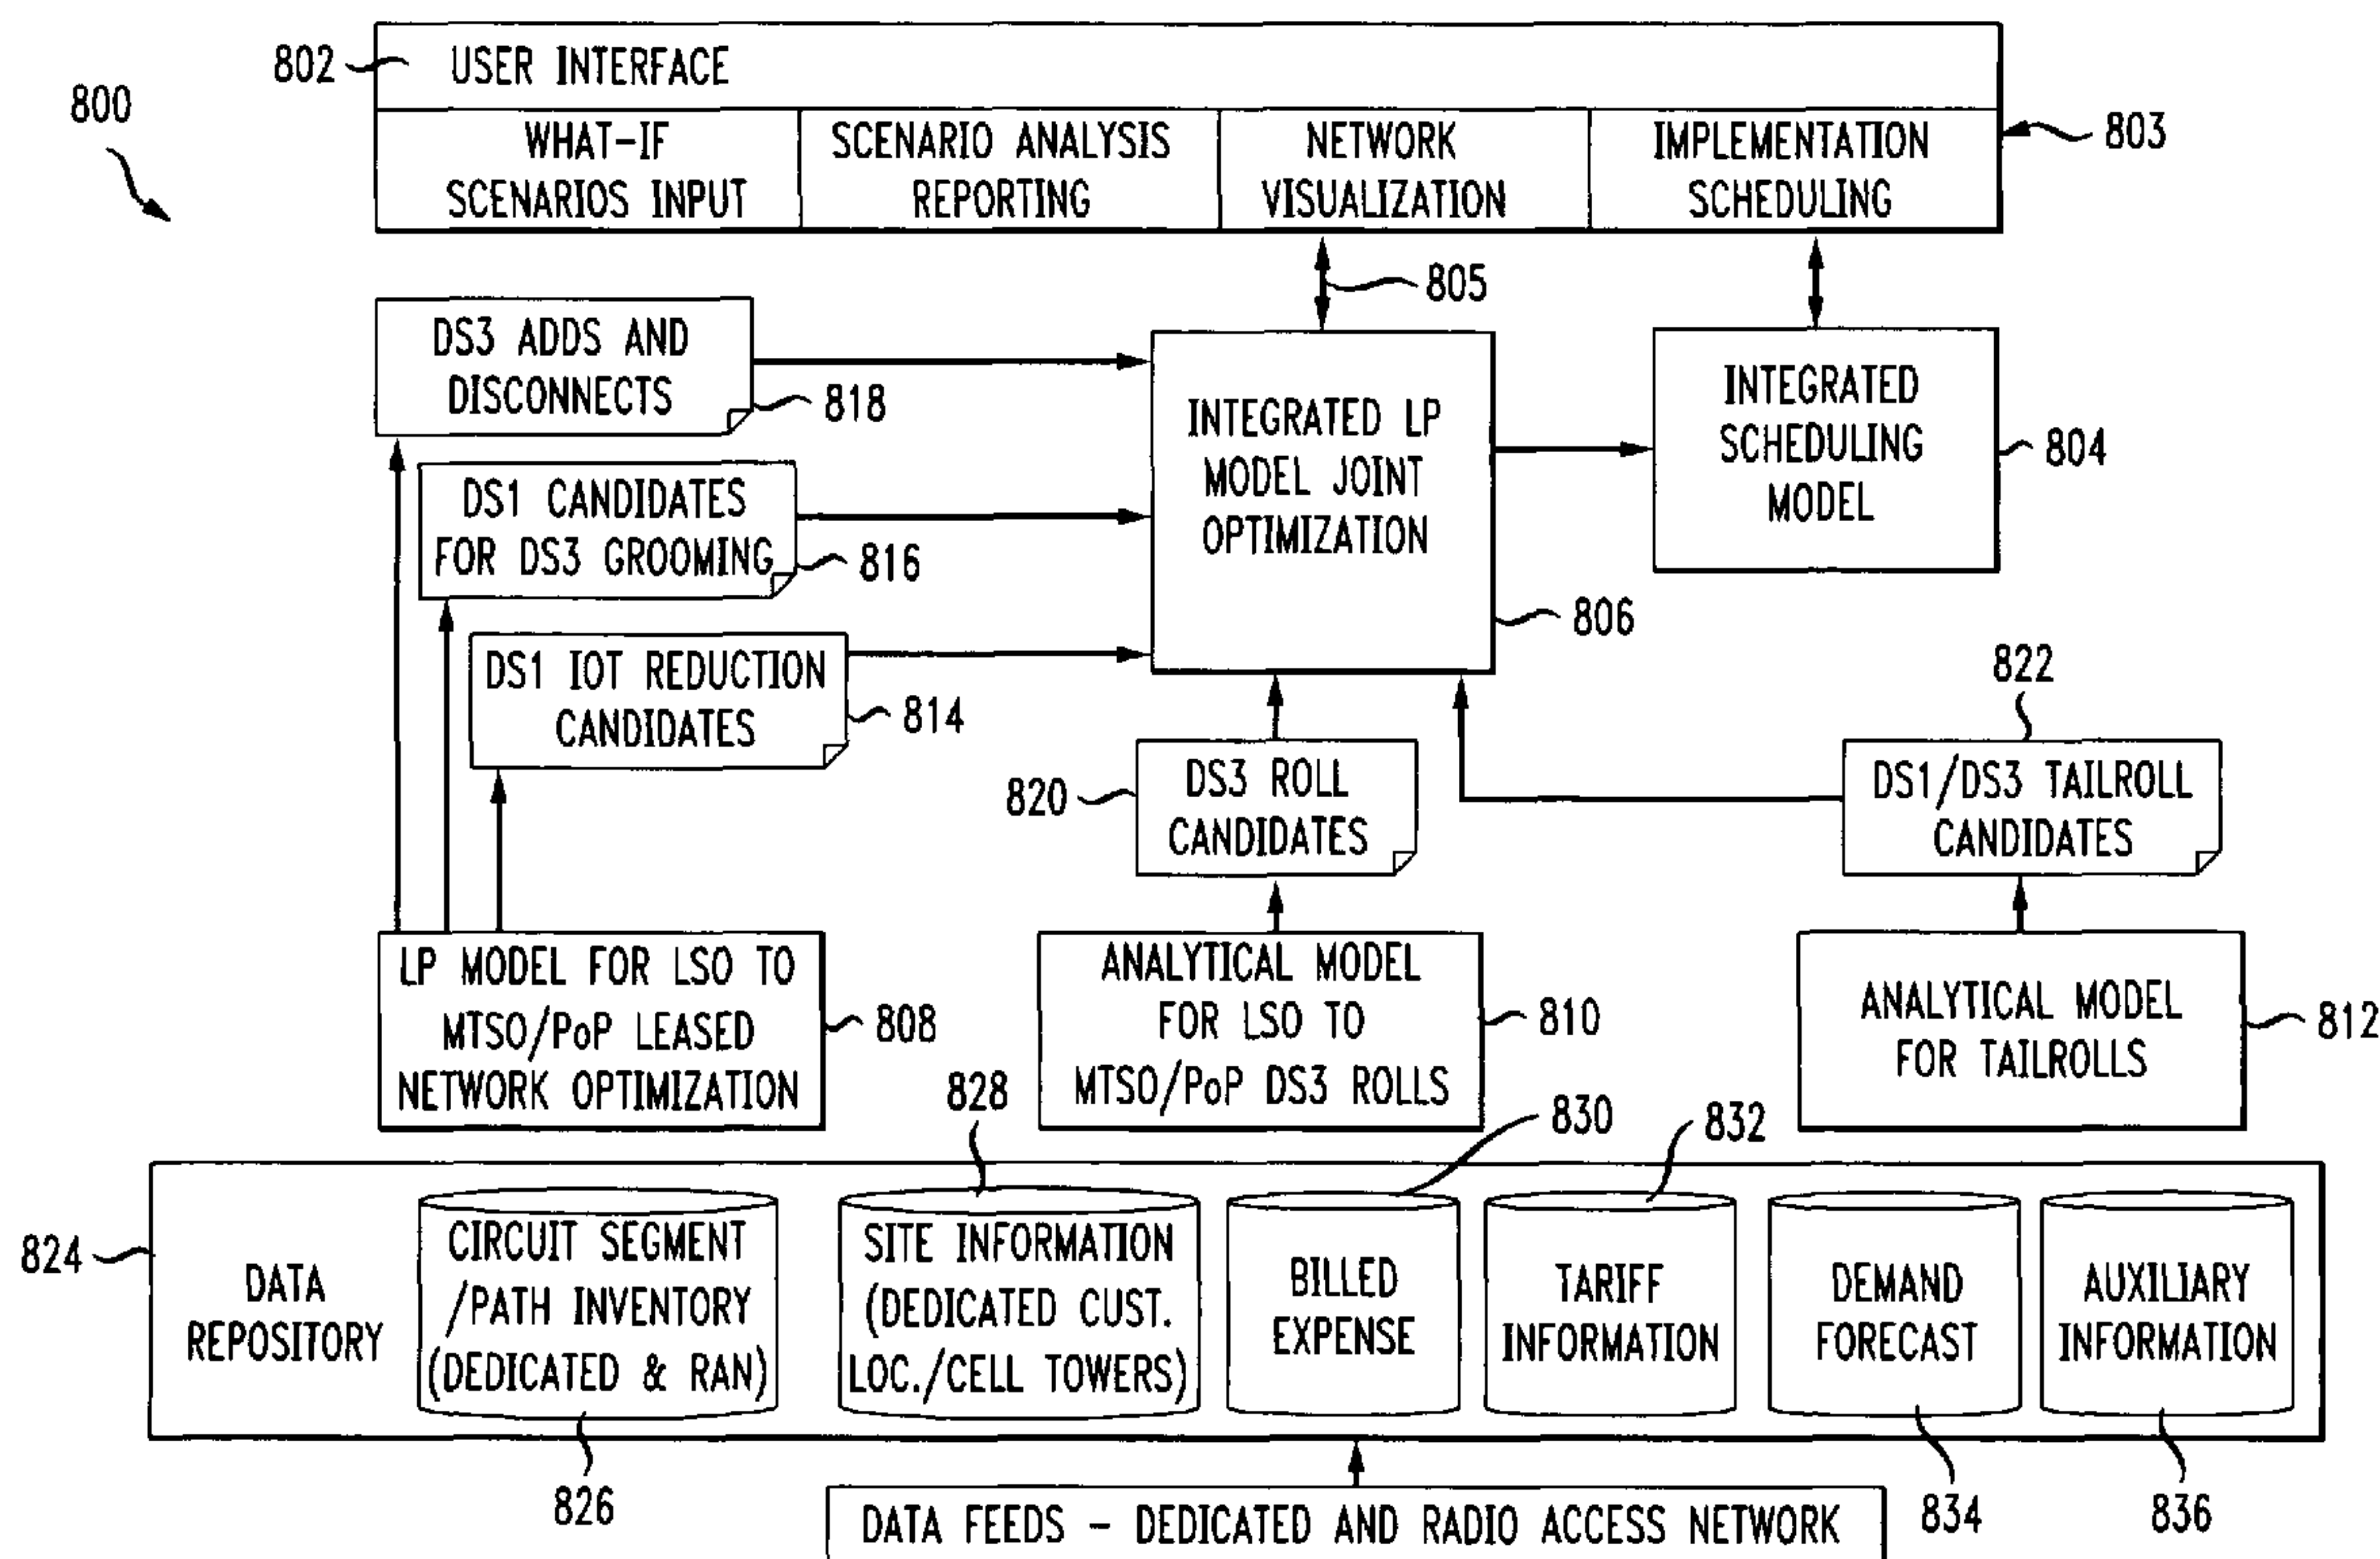 802
USER INTERFACE
800
WHAT-IF
SCENARIOS INPUT
SCENARIO ANALYSIS
REPORTING
NETWORK
VISUALIZATION
IMPLEMENTATION
SCHEDULING
803
805
DS3 ADDS AND
DISCONNECTS
818
INTEGRATED LP
MODEL JOINT
OPTIMIZATION
INTEGRATED
SCHEDULING
MODEL
804
DS1 CANDIDATES
FOR DS3 GROOMING
816
806
DS1 IOT REDUCTION
CANDIDATES
814
822
820
DS3 ROLL
CANDIDATES
DS1/DS3 TAILROLL
CANDIDATES
LP MODEL FOR LSO TO
MTSO/PoP LEASED
NETWORK OPTIMIZATION
808
ANALYTICAL MODEL
FOR LSO TO
MTSO/PoP DS3 ROLLS
810
ANALYTICAL MODEL
FOR TAILROLLS
812
828
830
832
824
DATA
REPOSITORY
CIRCUIT SEGMENT
/PATH INVENTORY
(DEDICATED & RAN)
SITE INFORMATION
(DEDICATED CUST.
LOC./CELL TOWERS)
BILLED
EXPENSE
TARIFF
INFORMATION
DEMAND
FORECAST
AUXILIARY
INFORMATION
826
834
836
DATA FEEDS - DEDICATED AND RADIO ACCESS NETWORK